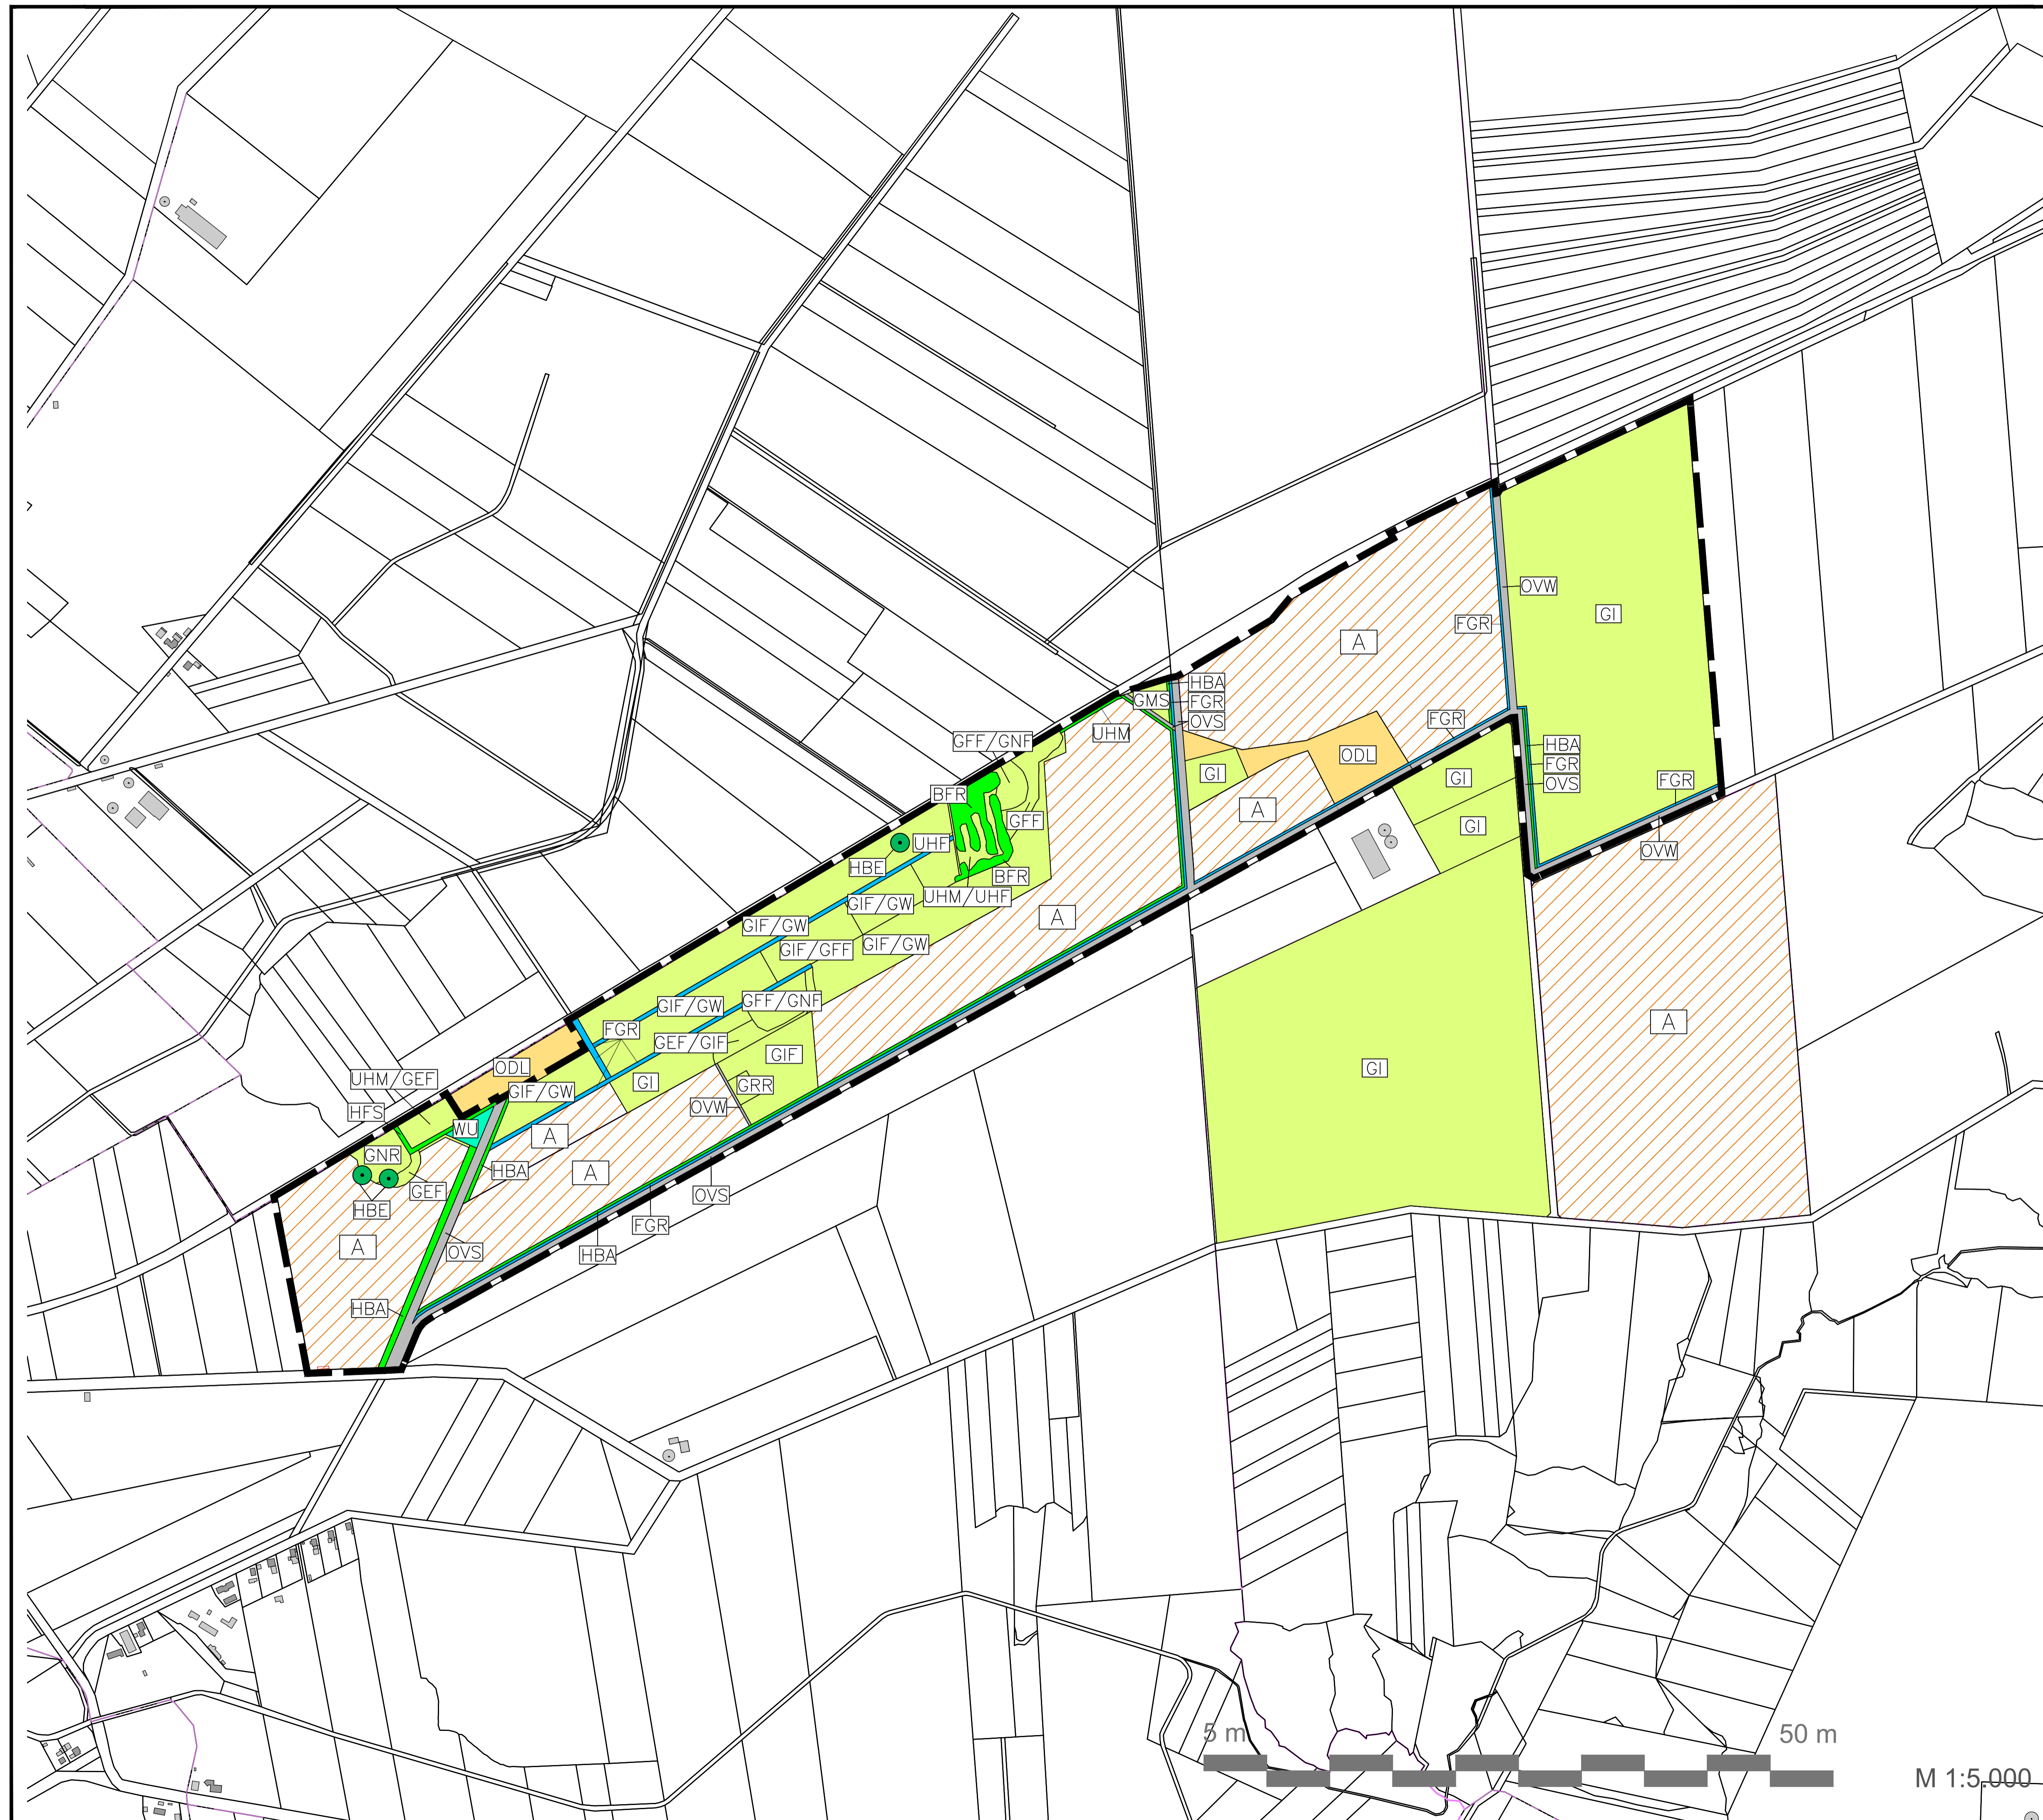 OVW
GI
FGR
A
HBA
GMS
FGR
OVS
FGR
UHM
GFF/GNF
HBA
ODL
FGR
GI
GI
FGR
OVS
BFR
A
GFF
GI
UHF
OVW
HBE
BFR
UHM/UHF
GIF/GW
A
GIF/GW
GIF/GW
GIF/GFF
GFF/GNF
GIF/GW
A
FGR
GEF/GIF
GIF
ODL
GI
UHM/GEF
GI
GRR
GIF/GW
OVW
HFS
WU
A
GNR
HBA
A
GEF
OVS
HBE
FGR
A
OVS
HBA
HBA
5 m
50 m
M 1:5.000